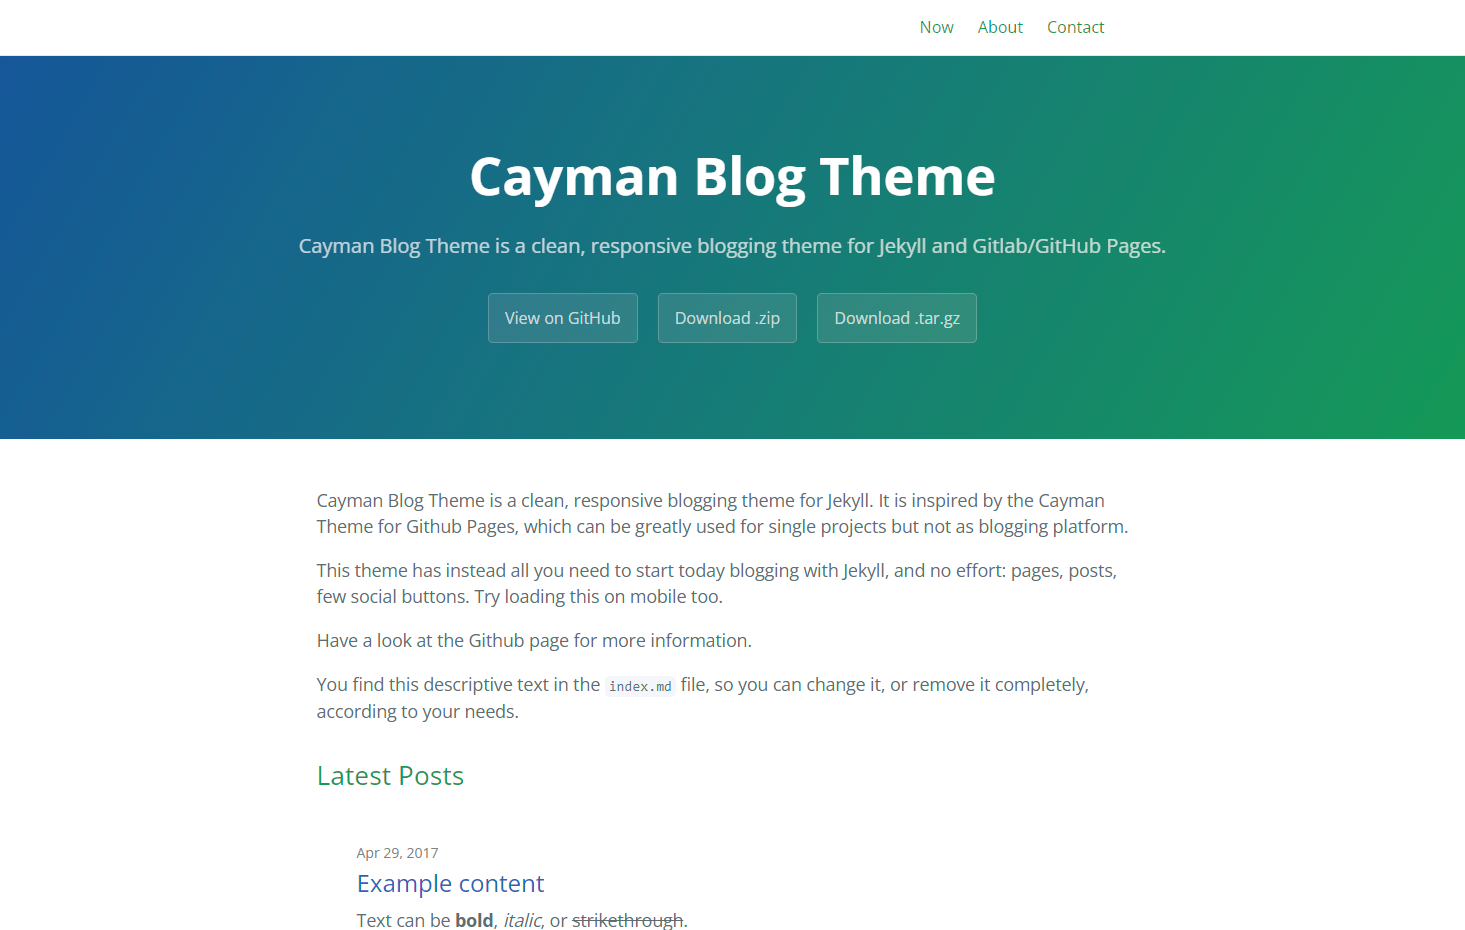 Now About Contact
Cayman Blog Theme
Cayman Blog Theme is a clean, responsive blogging theme for Jekyll and Gitlab/GitHub Pages.
View on GitHub Download .zip Download .tar.gz
Cayman Blog Theme is a clean, responsive blogging theme for Jekyll. It is inspired by the Cayman
Theme for Github Pages, which can be greatly used for single projects but not as blogging platform.
This theme has instead all you need to start today blogging with Jekyll, and no effort: pages, posts,
few social buttons. Try loading this on mobile too.
Have a look at the Github page for more information.
You find this descriptive text in the index.md file, so you can change it, or remove it completely,
according to your needs.
Latest Posts
Apr 29, 2017
Example content
Text can be bold, italic, or strikethrough.